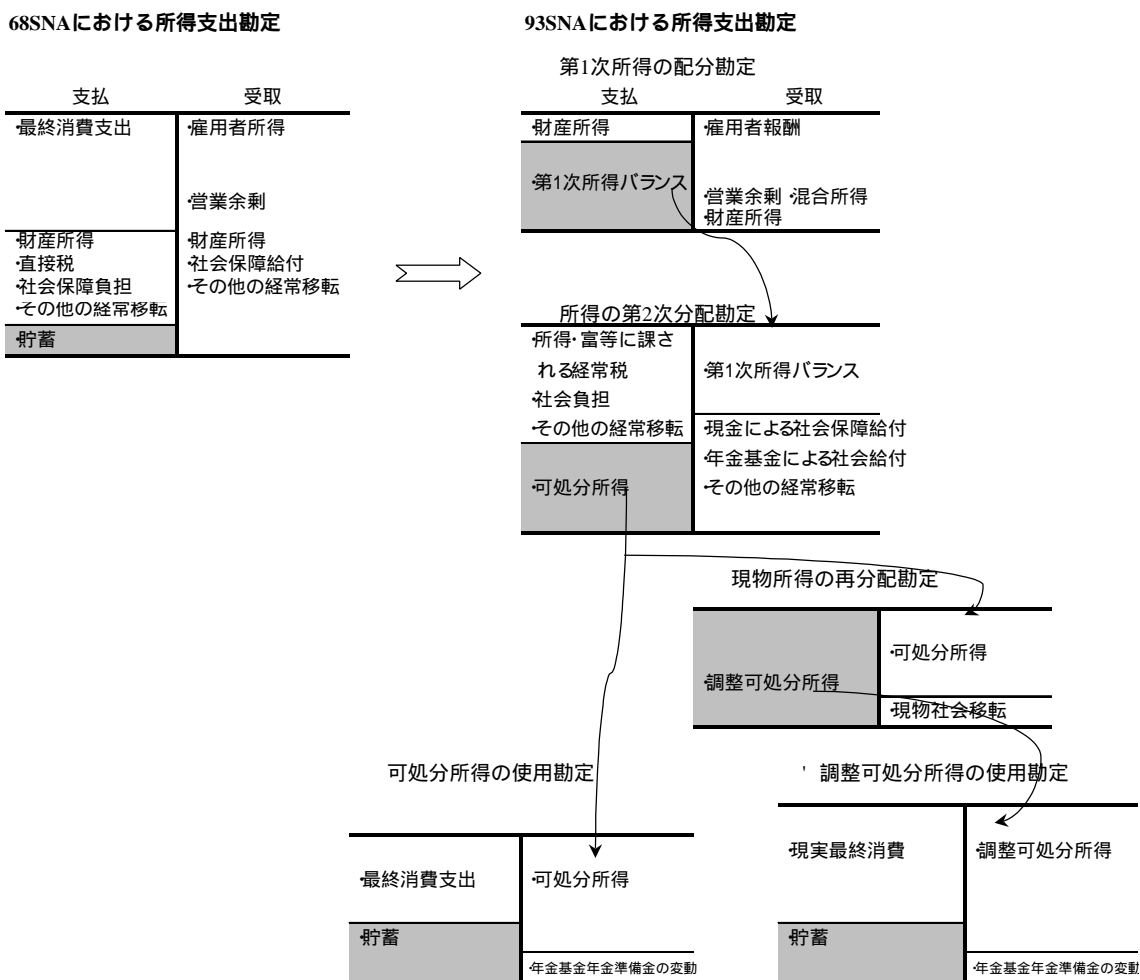 68SNAにおける所得支出勘定
支払 受取
・最終消費支出 ・雇用者所得
・営業余剰
・財産所得 ・財産所得
・直接税 ・社会保障給付
・社会保障負担 ・その他の経常移転
・その他の経常移転
・貯蓄
93SNAにおける所得支出勘定
第1次所得の配分勘定
支払 受取
・財産所得 ・雇用者報酬
・第1次所得バランス
・営業余剰・混合所得
・財産所得
所得の第2次分配勘定
・所得・富等に課さ
れる経常税 ・第1次所得バランス
・社会負担
・その他の経常移転 ・現金による社会保障給付
・年金基金による社会給付
・可処分所得 ・その他の経常移転
現物所得の再分配勘定
・可処分所得
・調整可処分所得
・現物社会移転
可処分所得の使用勘定
・最終消費支出 ・可処分所得
・貯蓄
・年金基金年金準備金の変動
' 調整可処分所得の使用勘定
・現実最終消費 ・調整可処分所得
・貯蓄
・年金基金年金準備金の変動